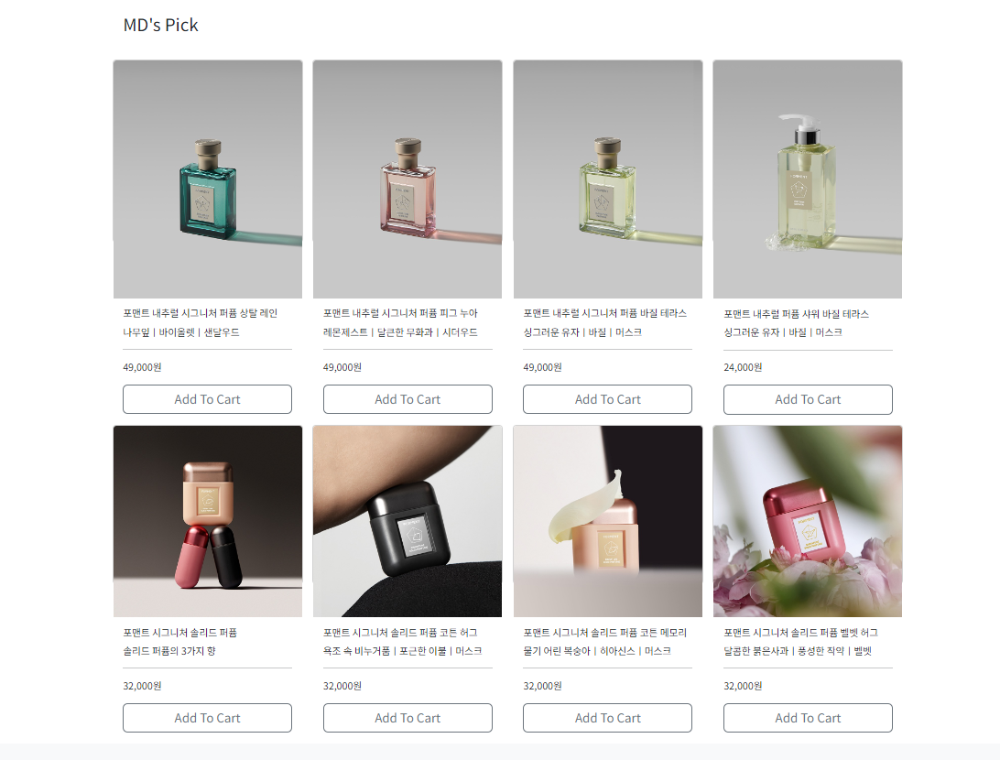 MD's Pick
포맨트 내추럴 시그니처 퍼퓸 상탈 레인
나무잎ㅣ바이올렛ㅣ샌달우드
49,000원
Add To Cart
포맨트 내추럴 시그니처 퍼퓸 피그 누아
레몬제스트ㅣ달큰한 무화과ㅣ시더우드
49,000원
Add To Cart
포맨트 내추럴 시그니처 퍼퓸 바질 테라스
싱그러운 유자ㅣ바질ㅣ머스크
49,000원
Add To Cart
포맨트 내추럴 퍼퓸 샤워 바질 테라스
싱그러운 유자ㅣ바질ㅣ머스크
24,000원
Add To Cart
포맨트 시그니처 솔리드 퍼퓸
솔리드 퍼퓸의 3가지 향
32,000원
Add To Cart
포맨트 시그니처 솔리드 퍼퓸 코튼 허그
욕조 속 비누거품ㅣ포근한 이불ㅣ머스크
32,000원
Add To Cart
포맨트 시그니처 솔리드 퍼퓸 코튼 메모리
물기 어린 복숭아ㅣ히아신스ㅣ머스크
32,000원
Add To Cart
포맨트 시그니처 솔리드 퍼퓸 벨벳 허그
달콤한 붉은사과ㅣ풍성한 작약ㅣ벨벳
32,000원
Add To Cart